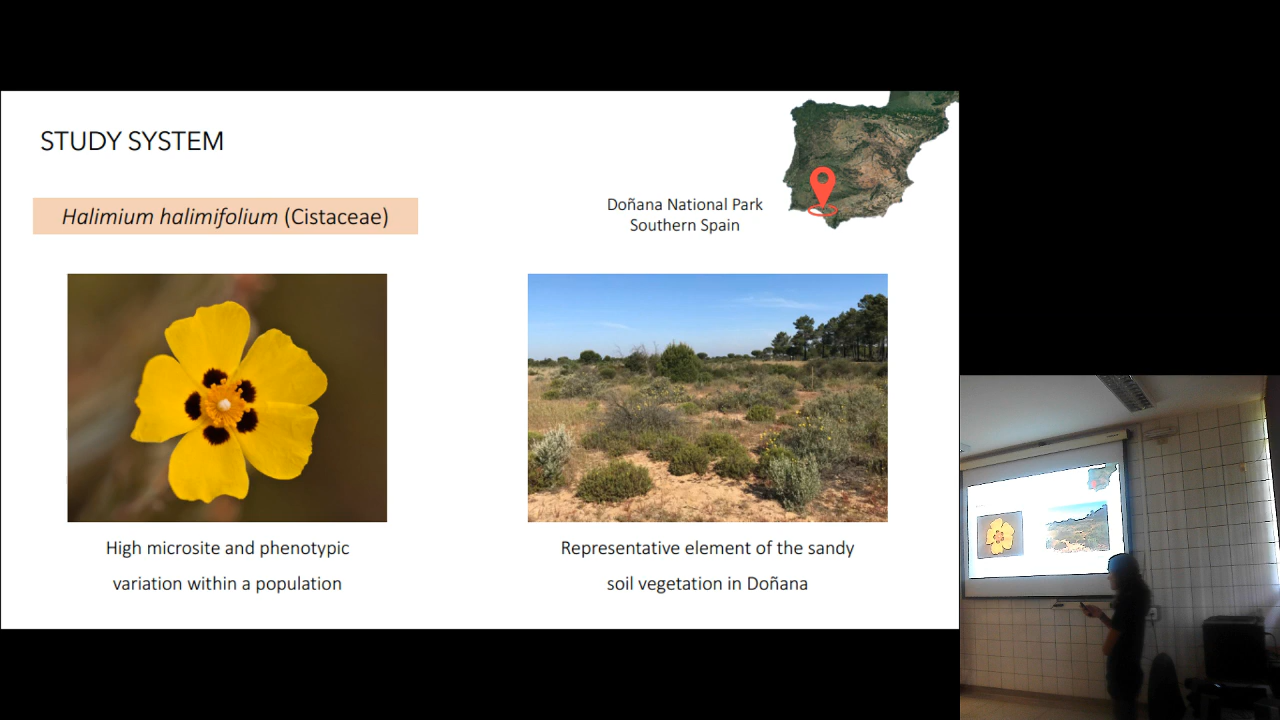 STUDY SYSTEM
Halimium halimifolium (Cistaceae)
Doñana National Park
Southern Spain
High microsite and phenotypic
variation within a population
Representative element of the sandy
soil vegetation in Doñana